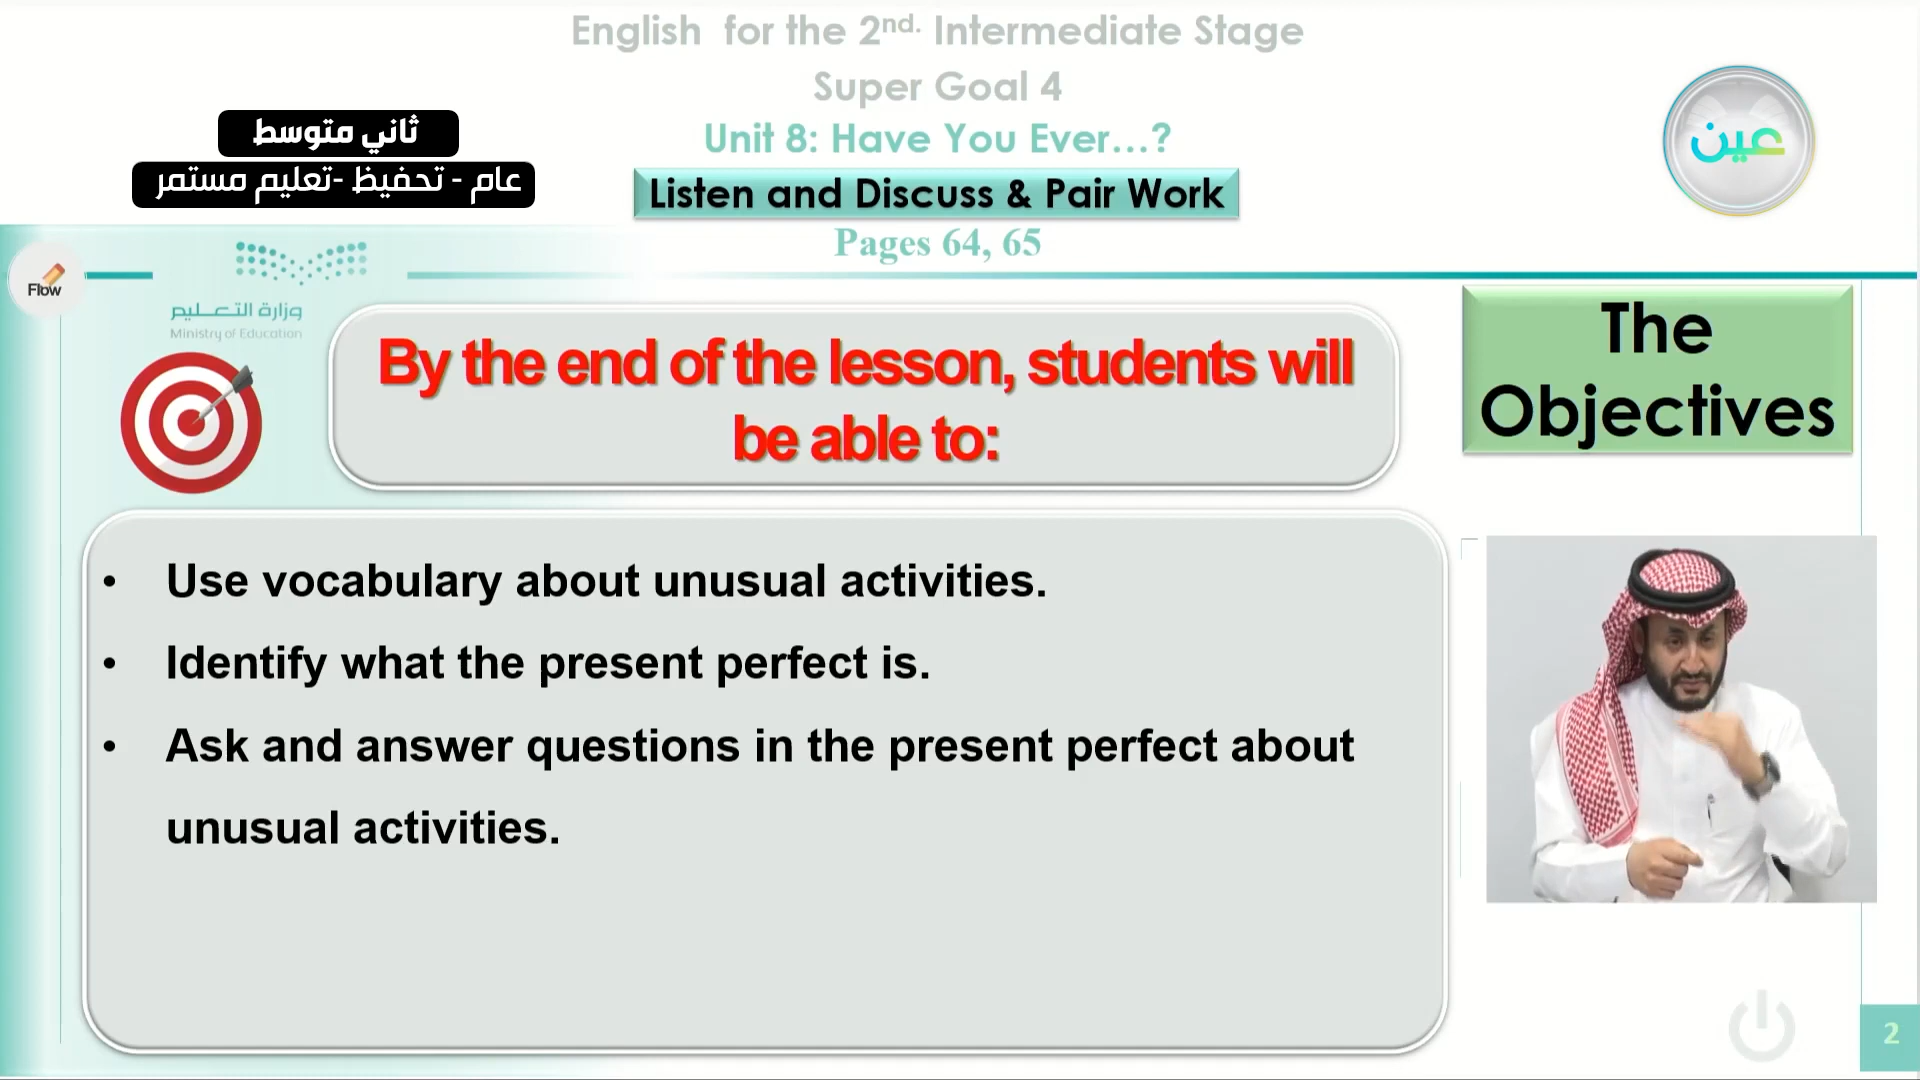 English for the 2nd. Intermediate Stage
Super Goal 4
Unit 8: Have You Ever...?
Listen and Discuss & Pair Work
Pages 64, 65
ثاني متوسط
عام - تحفيظ -تعليم مستمر
عين
Flow
وزارة التعليم
Ministry of Education
The
Objectives
By the end of the lesson, students will
be able to:
• Use vocabulary about unusual activities.
• Identify what the present perfect is.
• Ask and answer questions in the present perfect about
unusual activities.
2